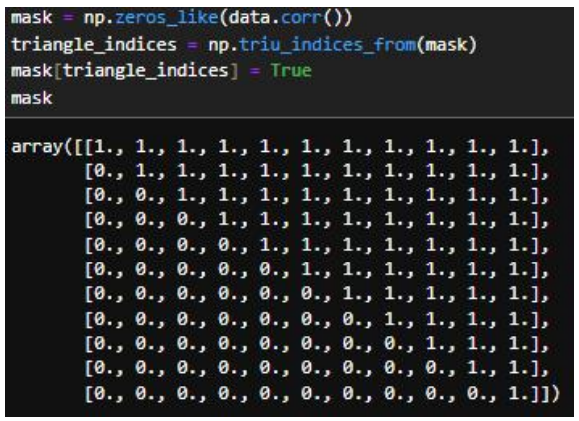 mask = np.zeros_like(data.corr())
triangle_indices = np.triu_indices_from(mask)
mask[triangle_indices] = True
mask
array([[1., 1., 1., 1., 1., 1., 1., 1., 1., 1., 1.],
       [0., 1., 1., 1., 1., 1., 1., 1., 1., 1., 1.],
       [0., 0., 1., 1., 1., 1., 1., 1., 1., 1., 1.],
       [0., 0., 0., 1., 1., 1., 1., 1., 1., 1., 1.],
       [0., 0., 0., 0., 1., 1., 1., 1., 1., 1., 1.],
       [0., 0., 0., 0., 0., 1., 1., 1., 1., 1., 1.],
       [0., 0., 0., 0., 0., 0., 1., 1., 1., 1., 1.],
       [0., 0., 0., 0., 0., 0., 0., 1., 1., 1., 1.],
       [0., 0., 0., 0., 0., 0., 0., 0., 1., 1., 1.],
       [0., 0., 0., 0., 0., 0., 0., 0., 0., 1., 1.],
       [0., 0., 0., 0., 0., 0., 0., 0., 0., 0., 1.]])